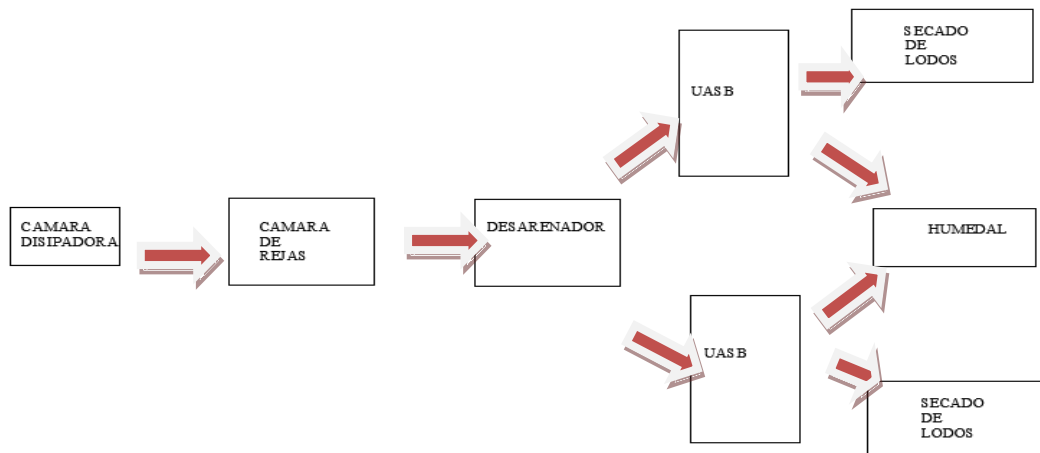 CAMARA
DISIPADORA
CAMARA
DE
REJAS
DESARENADOR
UASB
SECADO
DE
LODOS
HUMEDAL
UASB
SECADO
DE
LODOS